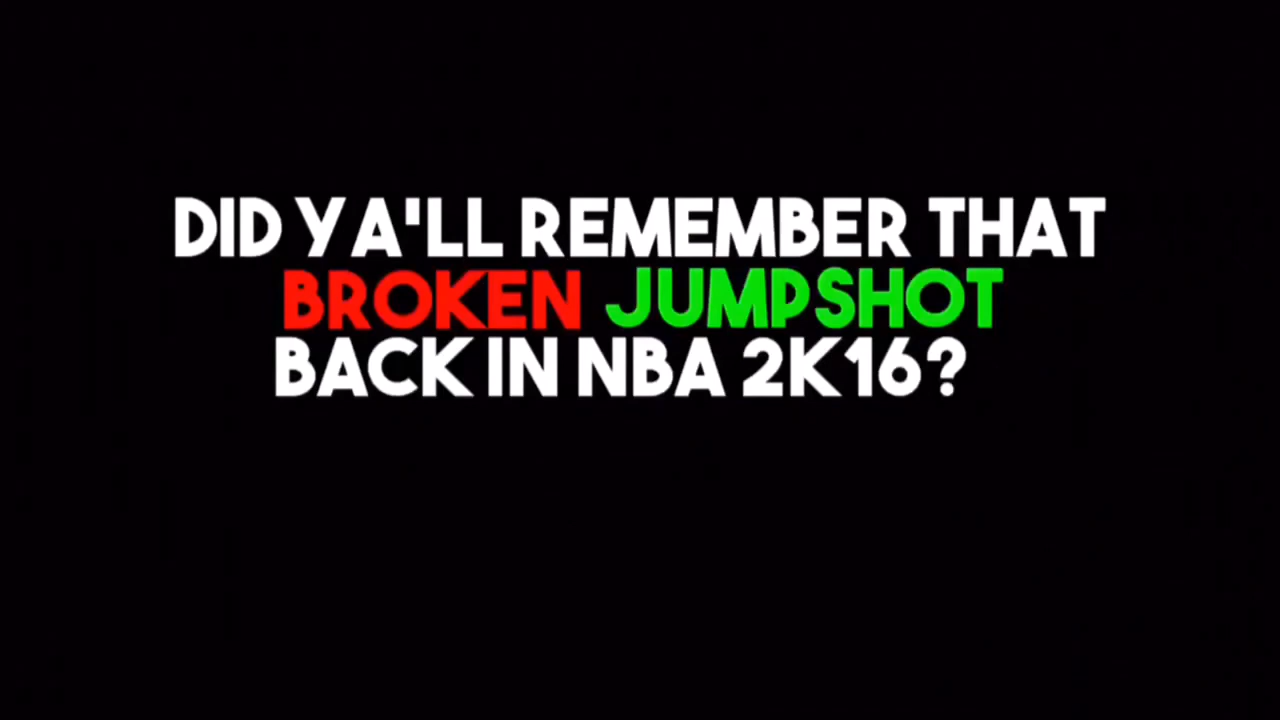 DID YA'LL REMEMBER THAT
BROKEN JUMPSHOT
BACK IN NBA 2K16?